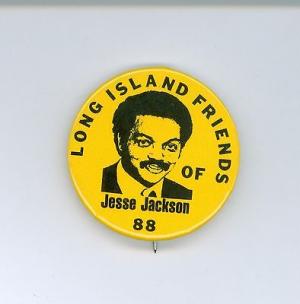 LONG ISLAND FRIENDS
OF
Jesse Jackson
88